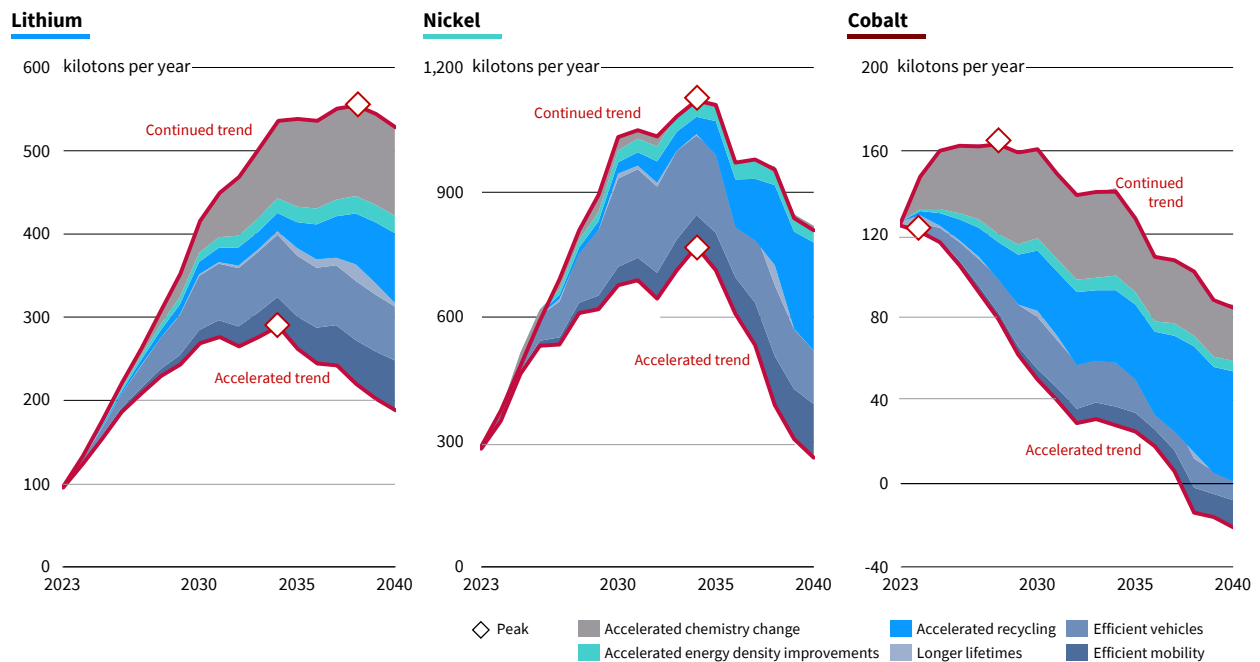 Lithium
600 kilotons per year
Continued trend
500
400
300
Accelerated trend
200
100
0
2023 2030 2035 2040
Nickel
1,200 kilotons per year
Continued trend
900
600
Accelerated trend
300
0
2023 2030 2035 2040
Cobalt
200 kilotons per year
160
Continued
trend
120
80
40
Accelerated trend
0
-40
2023 2030 2035 2040
Peak Accelerated chemistry change Accelerated recycling Efficient vehicles
Accelerated energy density improvements Longer lifetimes Efficient mobility